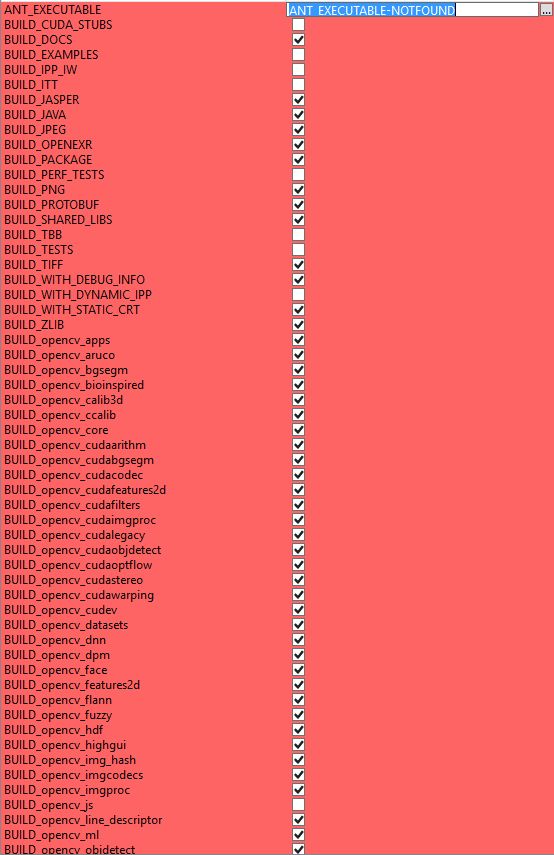 ANT_EXECUTABLE ANT_EXECUTABLE-NOTFOUND ...
BUILD_CUDA_STUBS
BUILD_DOCS
BUILD_EXAMPLES
BUILD_IPP_IW
BUILD_ITT
BUILD_JASPER
BUILD_JAVA
BUILD_JPEG
BUILD_OPENEXR
BUILD_PACKAGE
BUILD_PERF_TESTS
BUILD_PNG
BUILD_PROTOBUF
BUILD_SHARED_LIBS
BUILD_TBB
BUILD_TESTS
BUILD_TIFF
BUILD_WITH_DEBUG_INFO
BUILD_WITH_DYNAMIC_IPP
BUILD_WITH_STATIC_CRT
BUILD_ZLIB
BUILD_opencv_apps
BUILD_opencv_aruco
BUILD_opencv_bgsegm
BUILD_opencv_bioinspired
BUILD_opencv_calib3d
BUILD_opencv_ccalib
BUILD_opencv_core
BUILD_opencv_cudaarithm
BUILD_opencv_cudabgsegm
BUILD_opencv_cudacodec
BUILD_opencv_cudafeatures2d
BUILD_opencv_cudafilters
BUILD_opencv_cudaimgproc
BUILD_opencv_cudalegacy
BUILD_opencv_cudaobjdetect
BUILD_opencv_cudaoptflow
BUILD_opencv_cudastereo
BUILD_opencv_cudawarping
BUILD_opencv_cudev
BUILD_opencv_datasets
BUILD_opencv_dnn
BUILD_opencv_dpm
BUILD_opencv_face
BUILD_opencv_features2d
BUILD_opencv_flann
BUILD_opencv_fuzzy
BUILD_opencv_hdf
BUILD_opencv_highgui
BUILD_opencv_img_hash
BUILD_opencv_imgcodecs
BUILD_opencv_imgproc
BUILD_opencv_js
BUILD_opencv_line_descriptor
BUILD_opencv_ml
BUILD_opencv_objdetect